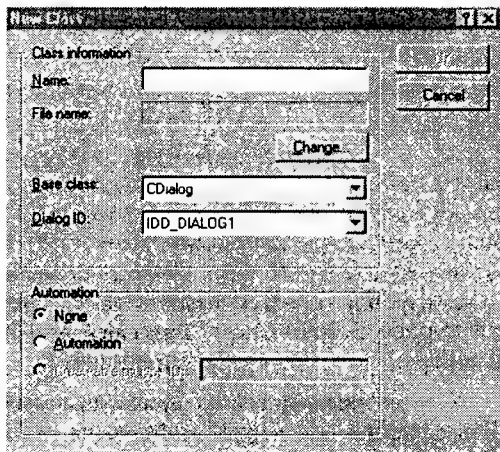 New Class
Class information
Name:
File name:
Change...
Base class:
CDialog
Dialog ID:
IDD_DIALOG1
Automation
None
Automation
Cancel